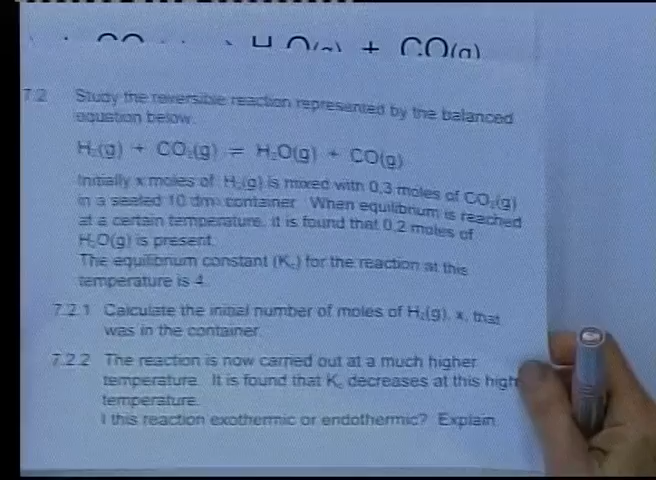 H₂O(g) + CO(g)
7.2 Study the reversible reaction represented by the balanced
equation below.
H₂(g) + CO₂(g) ⇌ H₂O(g) + CO(g)
Initially x moles of H₂(g) is mixed with 0,3 moles of CO₂(g)
in a sealed 10 dm³ container. When equilibrium is reached
at a certain temperature, it is found that 0,2 moles of
H₂O(g) is present.
The equilibrium constant (Kc) for the reaction at this
temperature is 4.
7.2.1 Calculate the initial number of moles of H₂(g), x, that
was in the container.
7.2.2 The reaction is now carried out at a much higher
temperature. It is found that Kc decreases at this high
temperature.
I this reaction exothermic or endothermic? Explain.